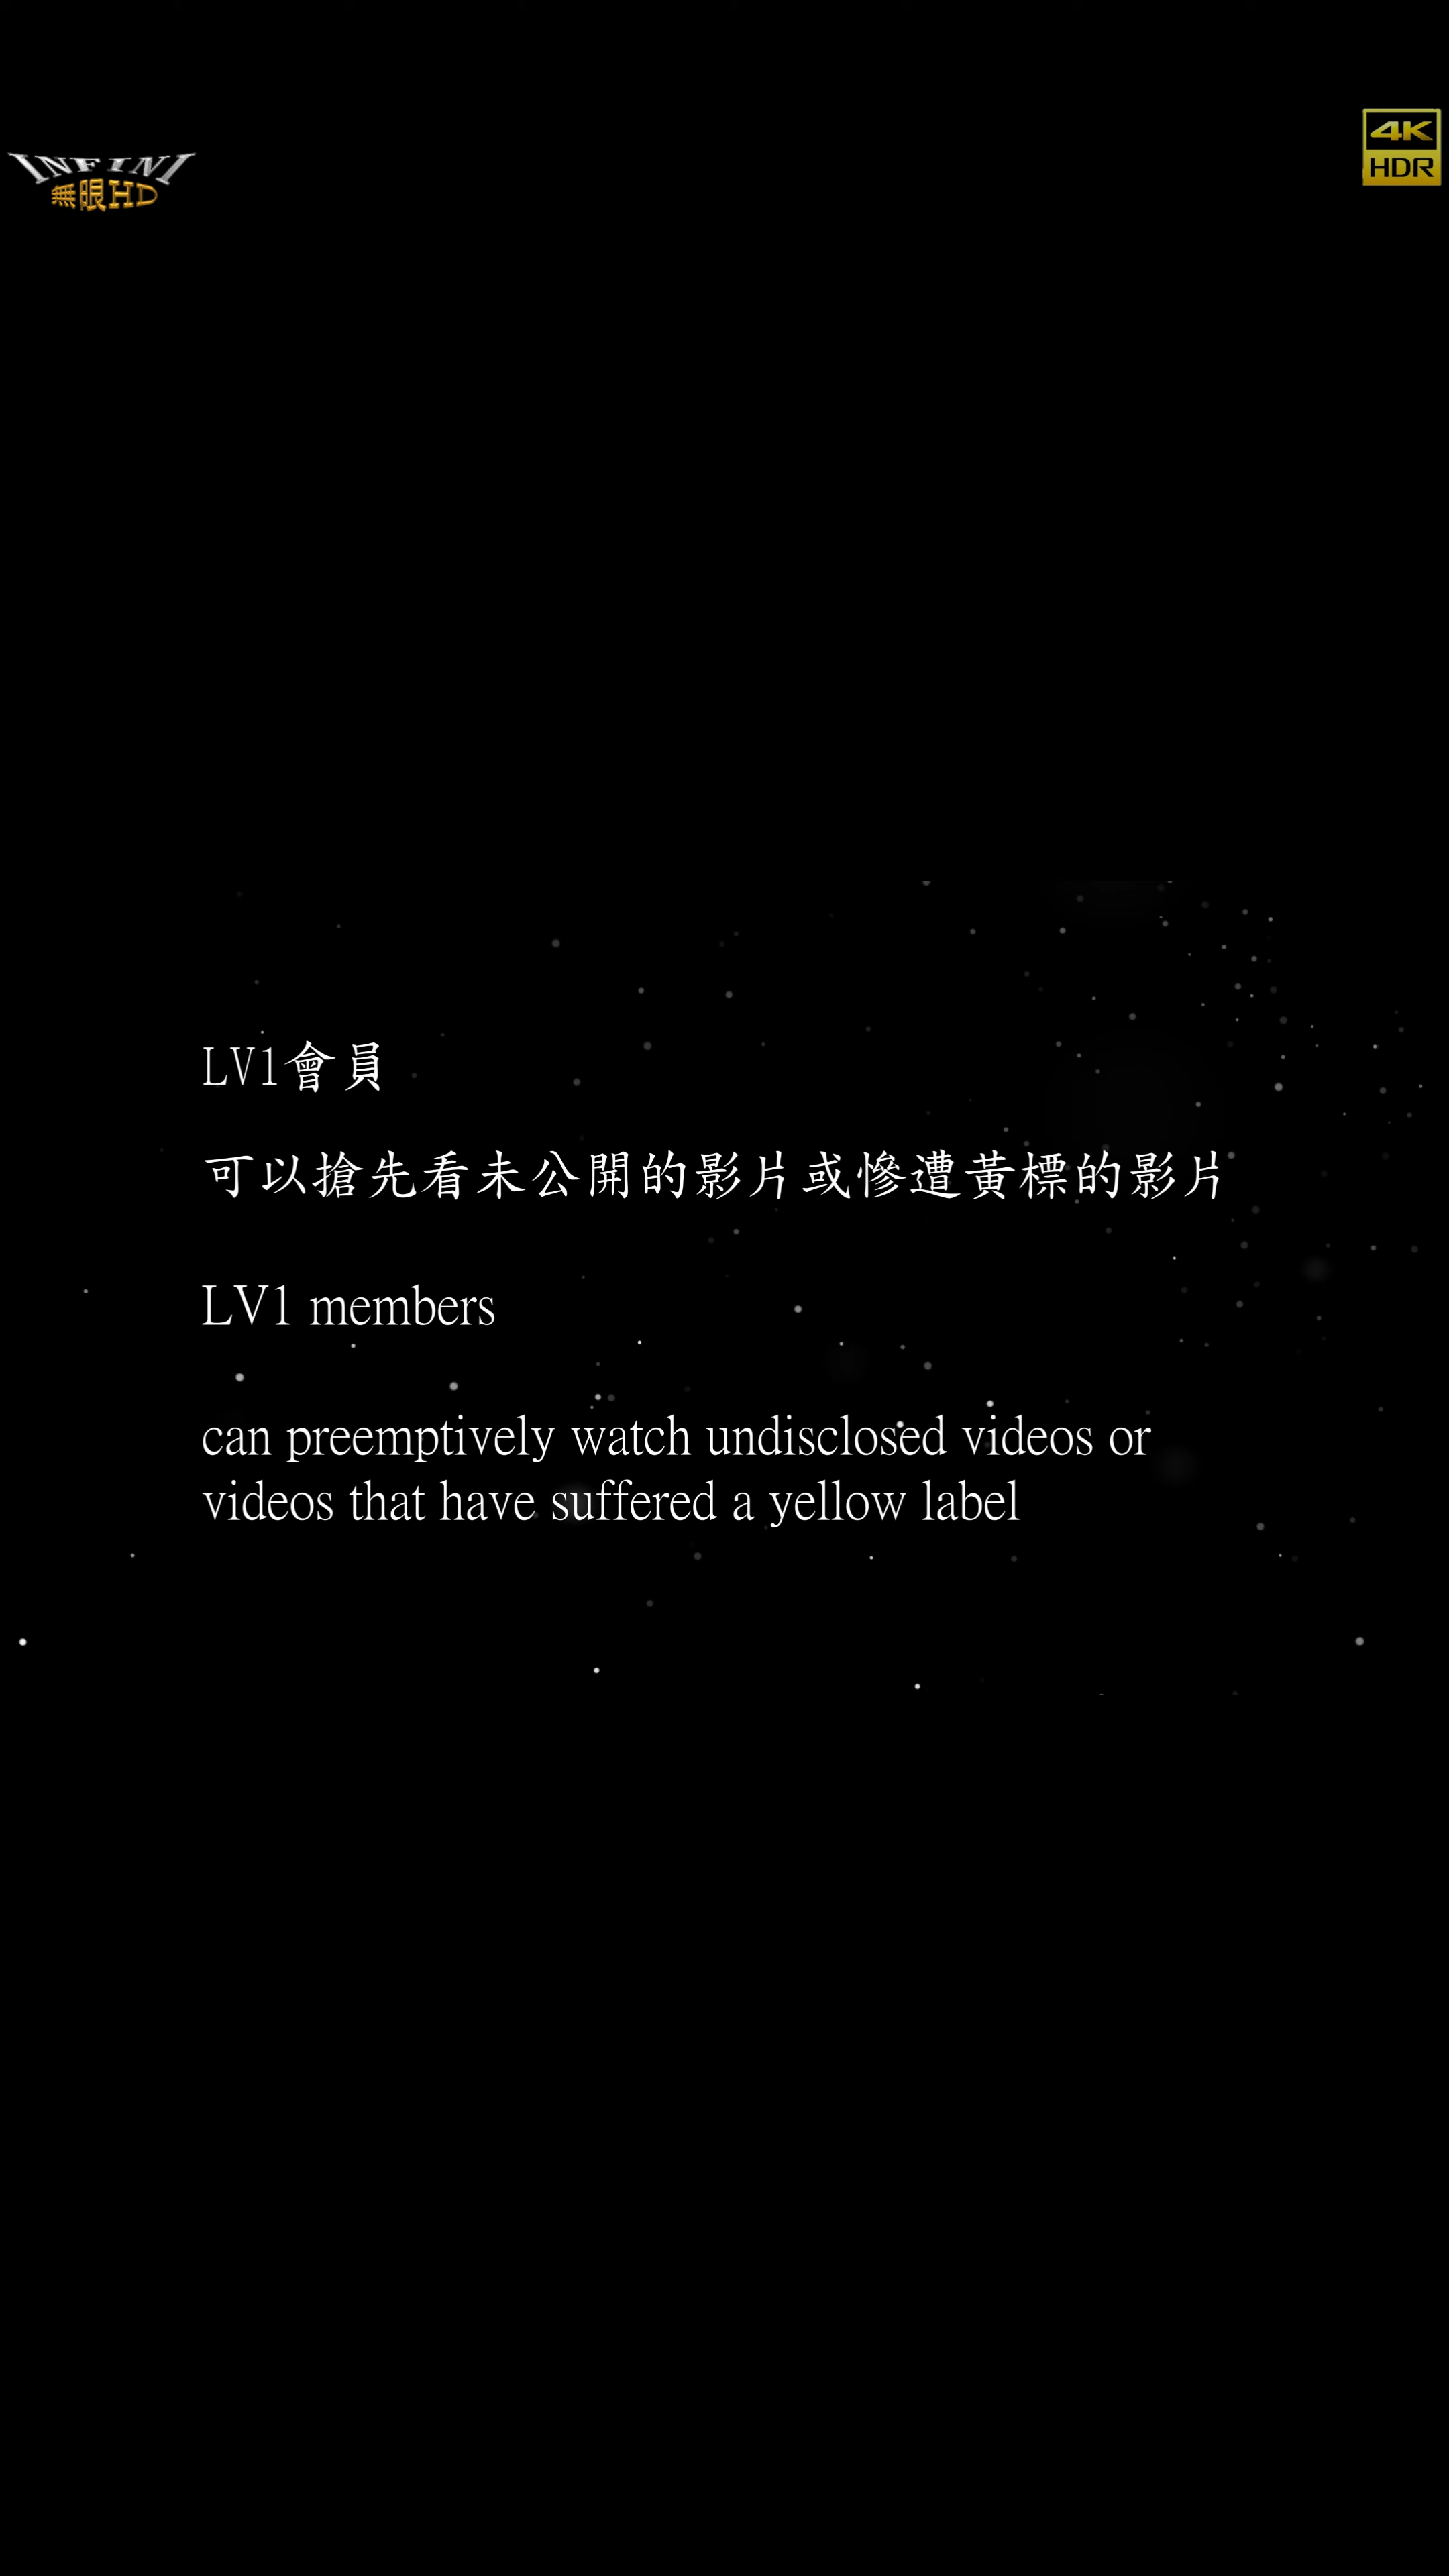 INFINI
無限HD
4K
HDR
LV1會員
可以搶先看未公開的影片或慘遭黃標的影片
LV1 members
can preemptively watch undisclosed videos or
videos that have suffered a yellow label